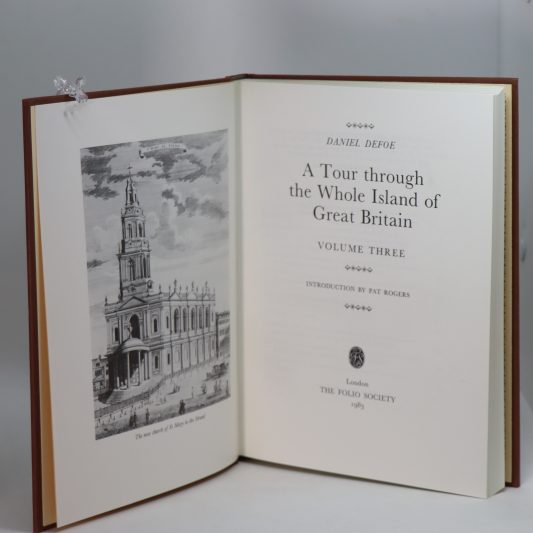 The new church of St Mary in the Strand.
DANIEL DEFOE
A Tour through
the Whole Island of
Great Britain
VOLUME THREE
INTRODUCTION BY PAT ROGERS
London
THE FOLIO SOCIETY
1983